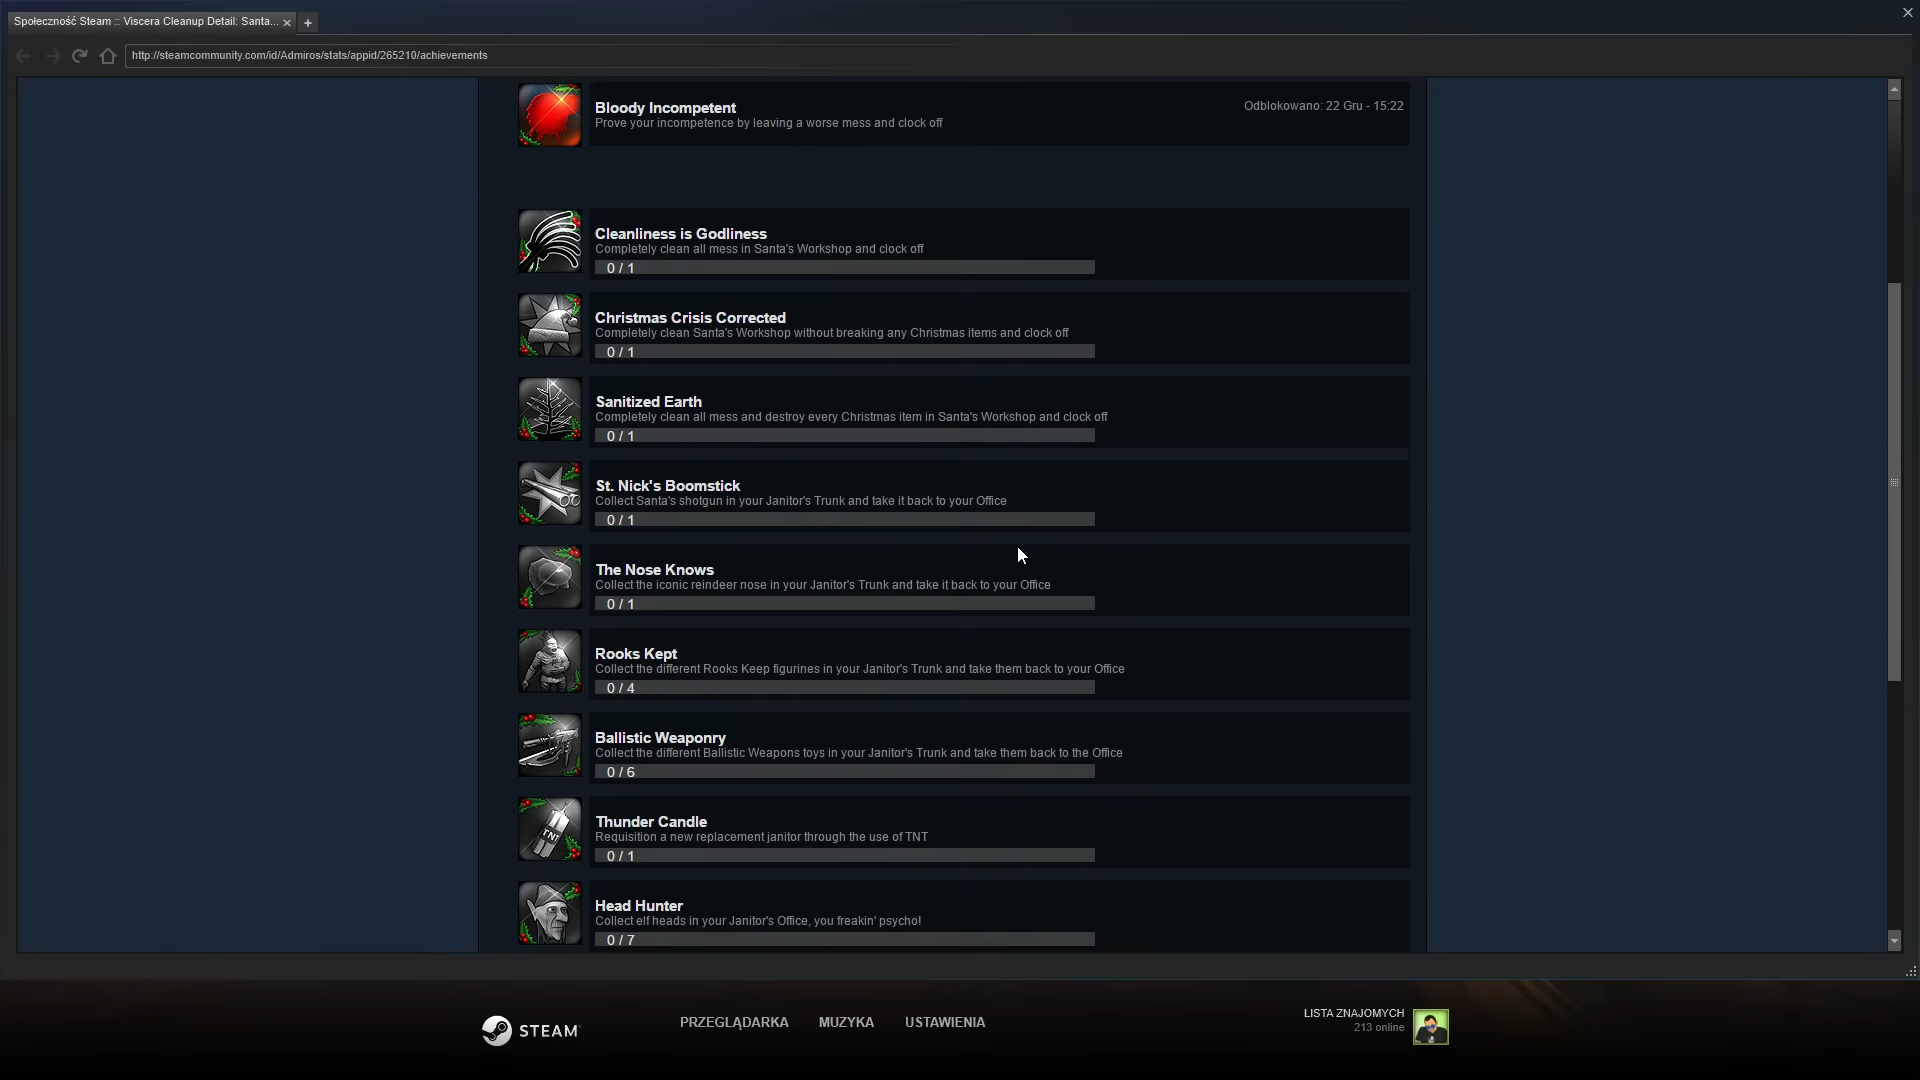 Społeczność Steam :: Viscera Cleanup Detail: Santa...
http://steamcommunity.com/id/Admiros/stats/appid/265210/achievements
Bloody Incompetent
Odblokowano: 22 Gru - 15:22
Prove your incompetence by leaving a worse mess and clock off
Cleanliness is Godliness
Completely clean all mess in Santa's Workshop and clock off
0 / 1
Christmas Crisis Corrected
Completely clean Santa's Workshop without breaking any Christmas items and clock off
0 / 1
Sanitized Earth
Completely clean all mess and destroy every Christmas item in Santa's Workshop and clock off
0 / 1
St. Nick's Boomstick
Collect Santa's shotgun in your Janitor's Trunk and take it back to your Office
0 / 1
The Nose Knows
Collect the iconic reindeer nose in your Janitor's Trunk and take it back to your Office
0 / 1
Rooks Kept
Collect the different Rooks Keep figurines in your Janitor's Trunk and take them back to your Office
0 / 4
Ballistic Weaponry
Collect the different Ballistic Weapons toys in your Janitor's Trunk and take them back to the Office
0 / 6
TNT
Thunder Candle
Requisition a new replacement janitor through the use of TNT
0 / 1
Head Hunter
Collect elf heads in your Janitor's Office, you freakin' psycho!
0 / 7
STEAM
PRZEGLĄDARKA
MUZYKA
USTAWIENIA
LISTA ZNAJOMYCH
213 online